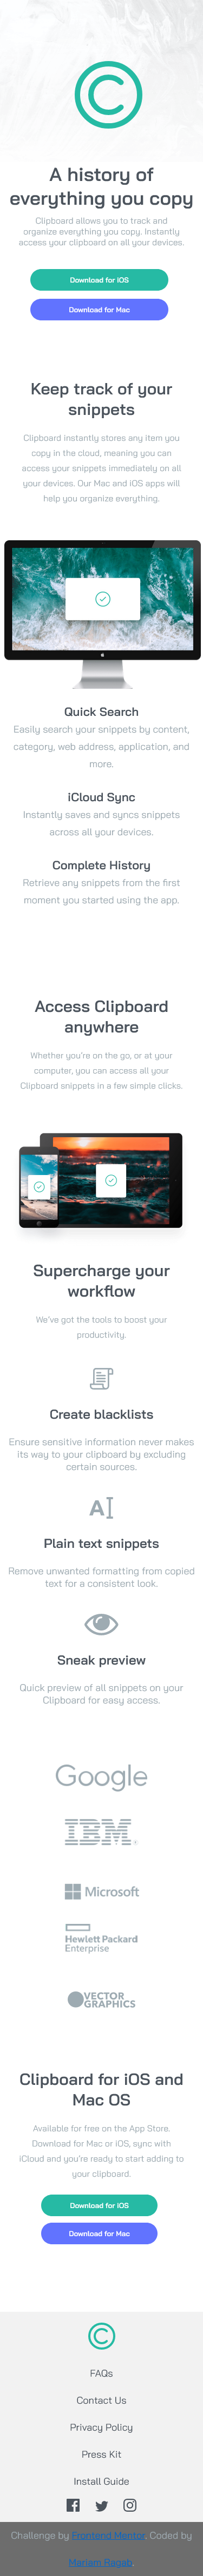 A history of
everything you copy
Clipboard allows you to track and
organize everything you copy. Instantly
access your clipboard on all your devices.
Download for iOS
Download for Mac
Keep track of your
snippets
Clipboard instantly stores any item you
copy in the cloud, meaning you can
access your snippets immediately on all
your devices. Our Mac and iOS apps will
help you organize everything.
Quick Search
Easily search your snippets by content,
category, web address, application, and
more.
iCloud Sync
Instantly saves and syncs snippets
across all your devices.
Complete History
Retrieve any snippets from the first
moment you started using the app.
Access Clipboard
anywhere
Whether you're on the go, or at your
computer, you can access all your
Clipboard snippets in a few simple clicks.
Supercharge your
workflow
We've got the tools to boost your
productivity.
Create blacklists
Ensure sensitive information never makes
its way to your clipboard by excluding
certain sources.
A
Plain text snippets
Remove unwanted formatting from copied
text for a consistent look.
Sneak preview
Quick preview of all snippets on your
Clipboard for easy access.
Google
IBM
Microsoft
Hewlett Packard
Enterprise
VECTOR
GRAPHICS
Clipboard for iOS and
Mac OS
Available for free on the App Store.
Download for Mac or iOS, sync with
iCloud and you're ready to start adding to
your clipboard.
Download for iOS
Download for Mac
FAQs
Contact Us
Privacy Policy
Press Kit
Install Guide
Challenge by Frontend Mentor. Coded by
Mariam Ragab.